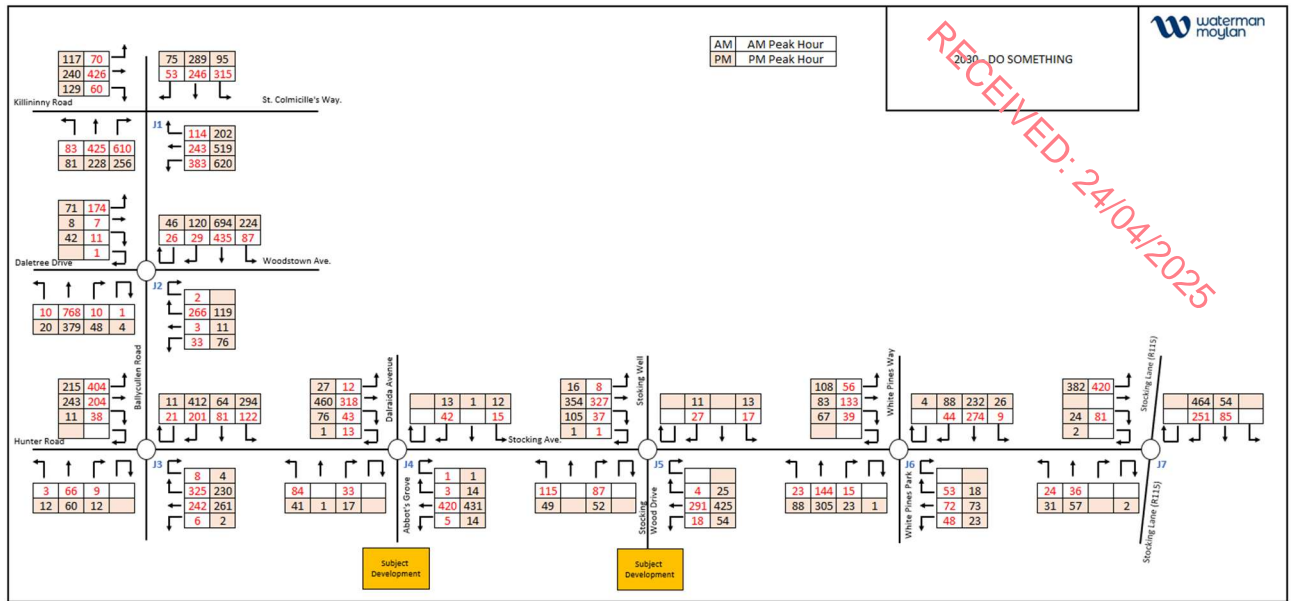 waterman
moylan
AM AM Peak Hour
PM PM Peak Hour
2030 - DO SOMETHING
RECEIVED: 24/04/2025
117 70
240 426
129 60
75 289 95
53 246 315
Killininny Road
St. Colmicille's Way.
J1
83 425 610
81 228 256
114 202
243 519
383 620
71 174
8 7
42 11
1
46 120 694 224
26 29 435 87
Daletree Drive
Woodstown Ave.
J2
10 768 10 1
20 379 48 4
2
266 119
3 11
33 76
Ballycullen Road
215 404
243 204
11 38
11 412 64 294
21 201 81 122
Hunter Road
J3
3 66 9
12 60 12
8 4
325 230
242 261
6 2
27 12
460 318
76 43
1 13
Dalraida Avenue
13 1 12
42 15
Stocking Ave.
J4
84 33
41 1 17
Abbot's Grove
1 1
3 14
420 431
5 14
Subject
Development
16 8
354 327
105 37
1 1
Stoking Well
11 13
27 17
J5
115 87
49 52
Stocking
Wood Drive
4 25
291 425
18 54
Subject
Development
108 56
83 133
67 39
White Pines Way
4 88 232 26
44 274 9
J6
23 144 15
88 305 23 1
White Pines Park
53 18
72 73
48 23
382 420
24 81
2
Stocking Lane (R115)
464 54
251 85
J7
24 36
31 57 2
Stocking Lane (R115)